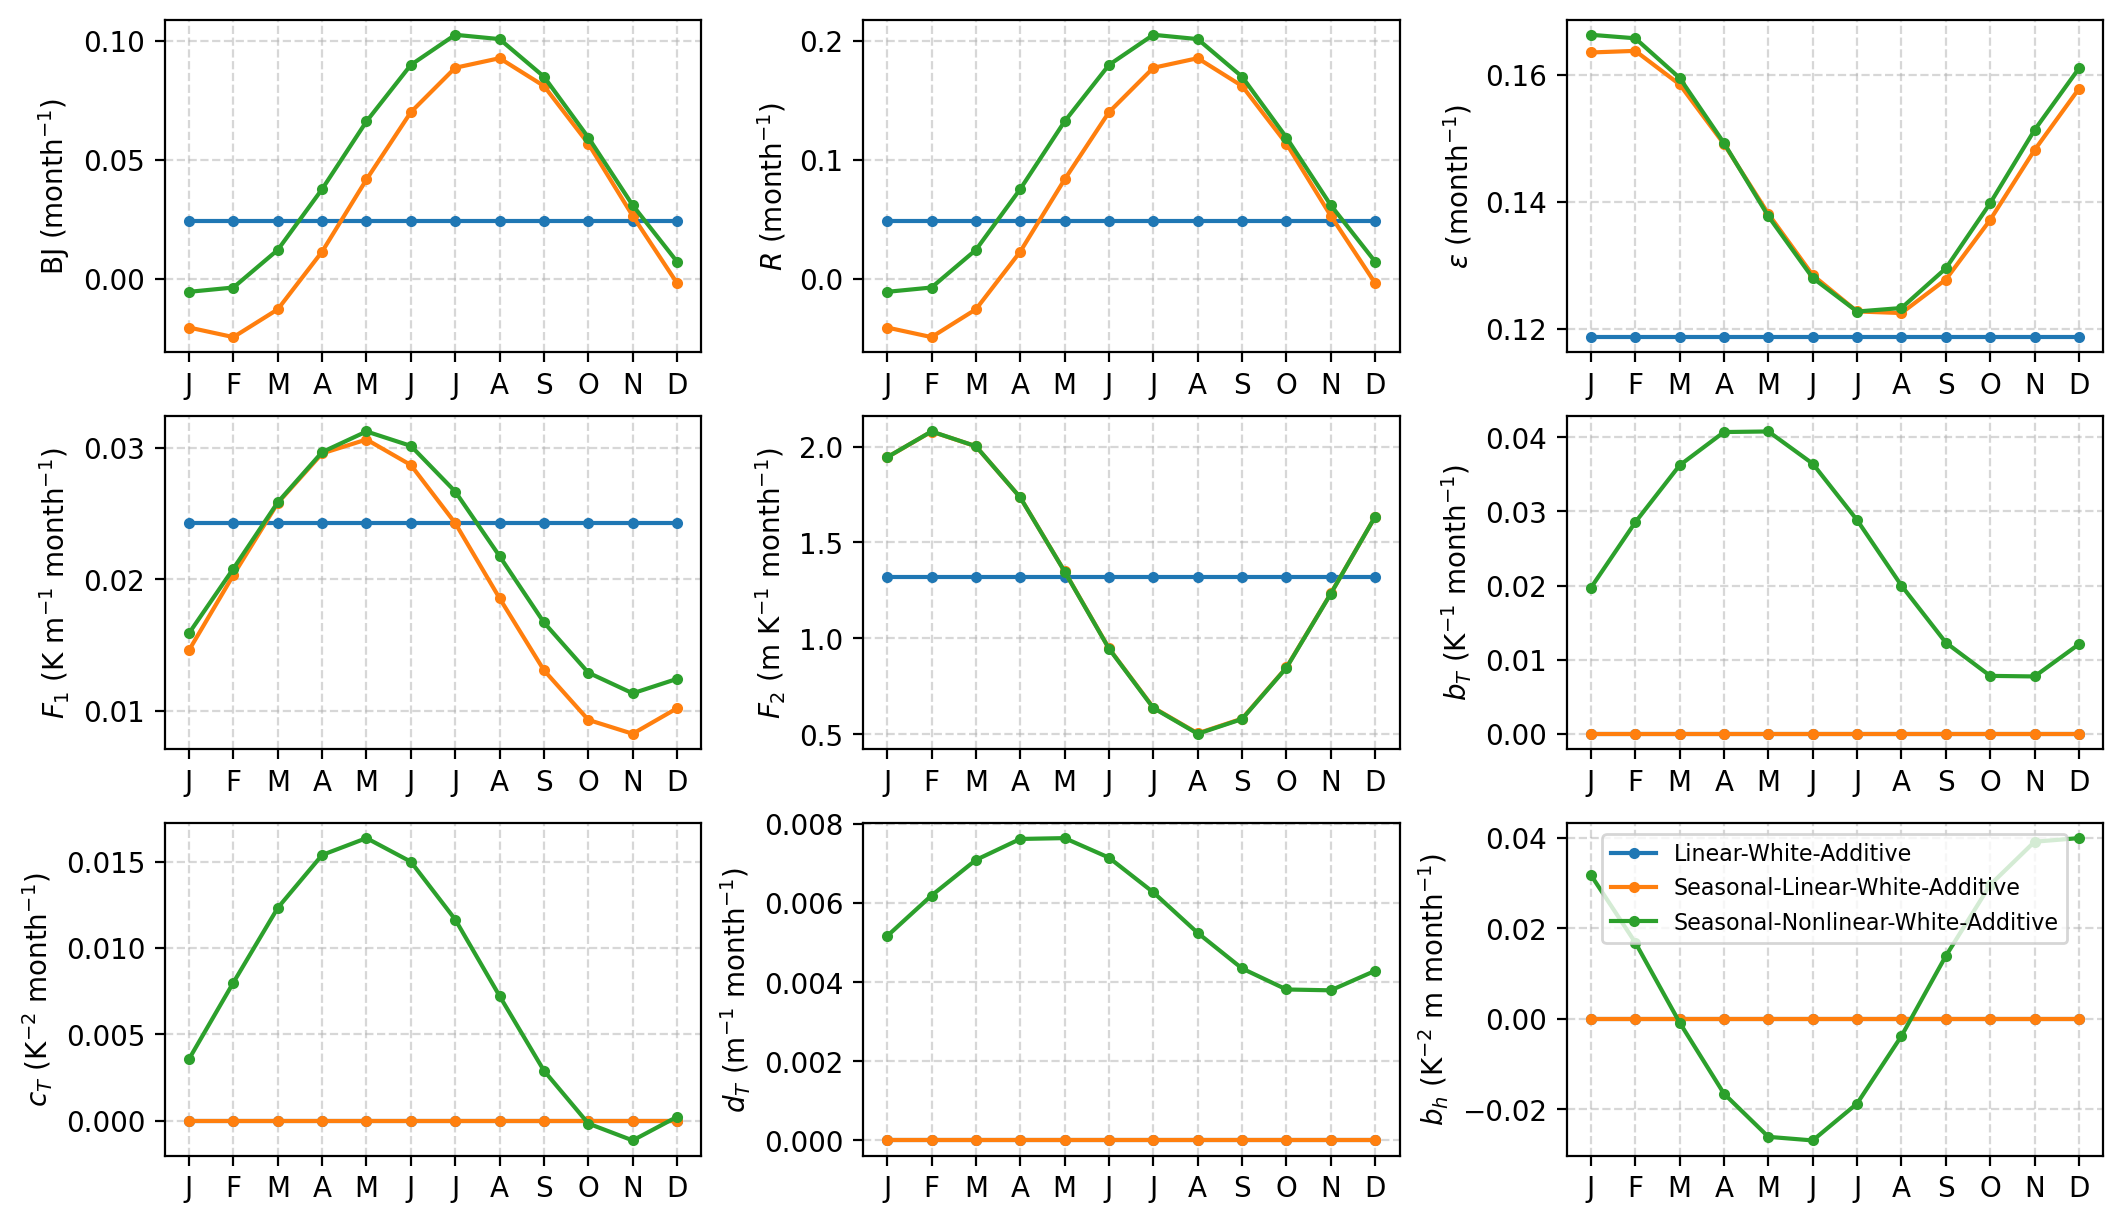 BJ (month⁻¹)
0.10
0.05
0.00
J F M A M J J A S O N D
R (month⁻¹)
0.2
0.1
0.0
J F M A M J J A S O N D
ε (month⁻¹)
0.16
0.14
0.12
J F M A M J J A S O N D
F₁ (K m⁻¹ month⁻¹)
0.03
0.02
0.01
J F M A M J J A S O N D
F₂ (m K⁻¹ month⁻¹)
2.0
1.5
1.0
0.5
J F M A M J J A S O N D
b_T (K⁻¹ month⁻¹)
0.04
0.03
0.02
0.01
0.00
J F M A M J J A S O N D
c_T (K⁻² month⁻¹)
0.015
0.010
0.005
0.000
J F M A M J J A S O N D
d_T (m⁻¹ month⁻¹)
0.008
0.006
0.004
0.002
0.000
J F M A M J J A S O N D
b_h (K⁻² m month⁻¹)
0.04
0.02
0.00
−0.02
Linear-White-Additive
Seasonal-Linear-White-Additive
Seasonal-Nonlinear-White-Additive
J F M A M J J A S O N D